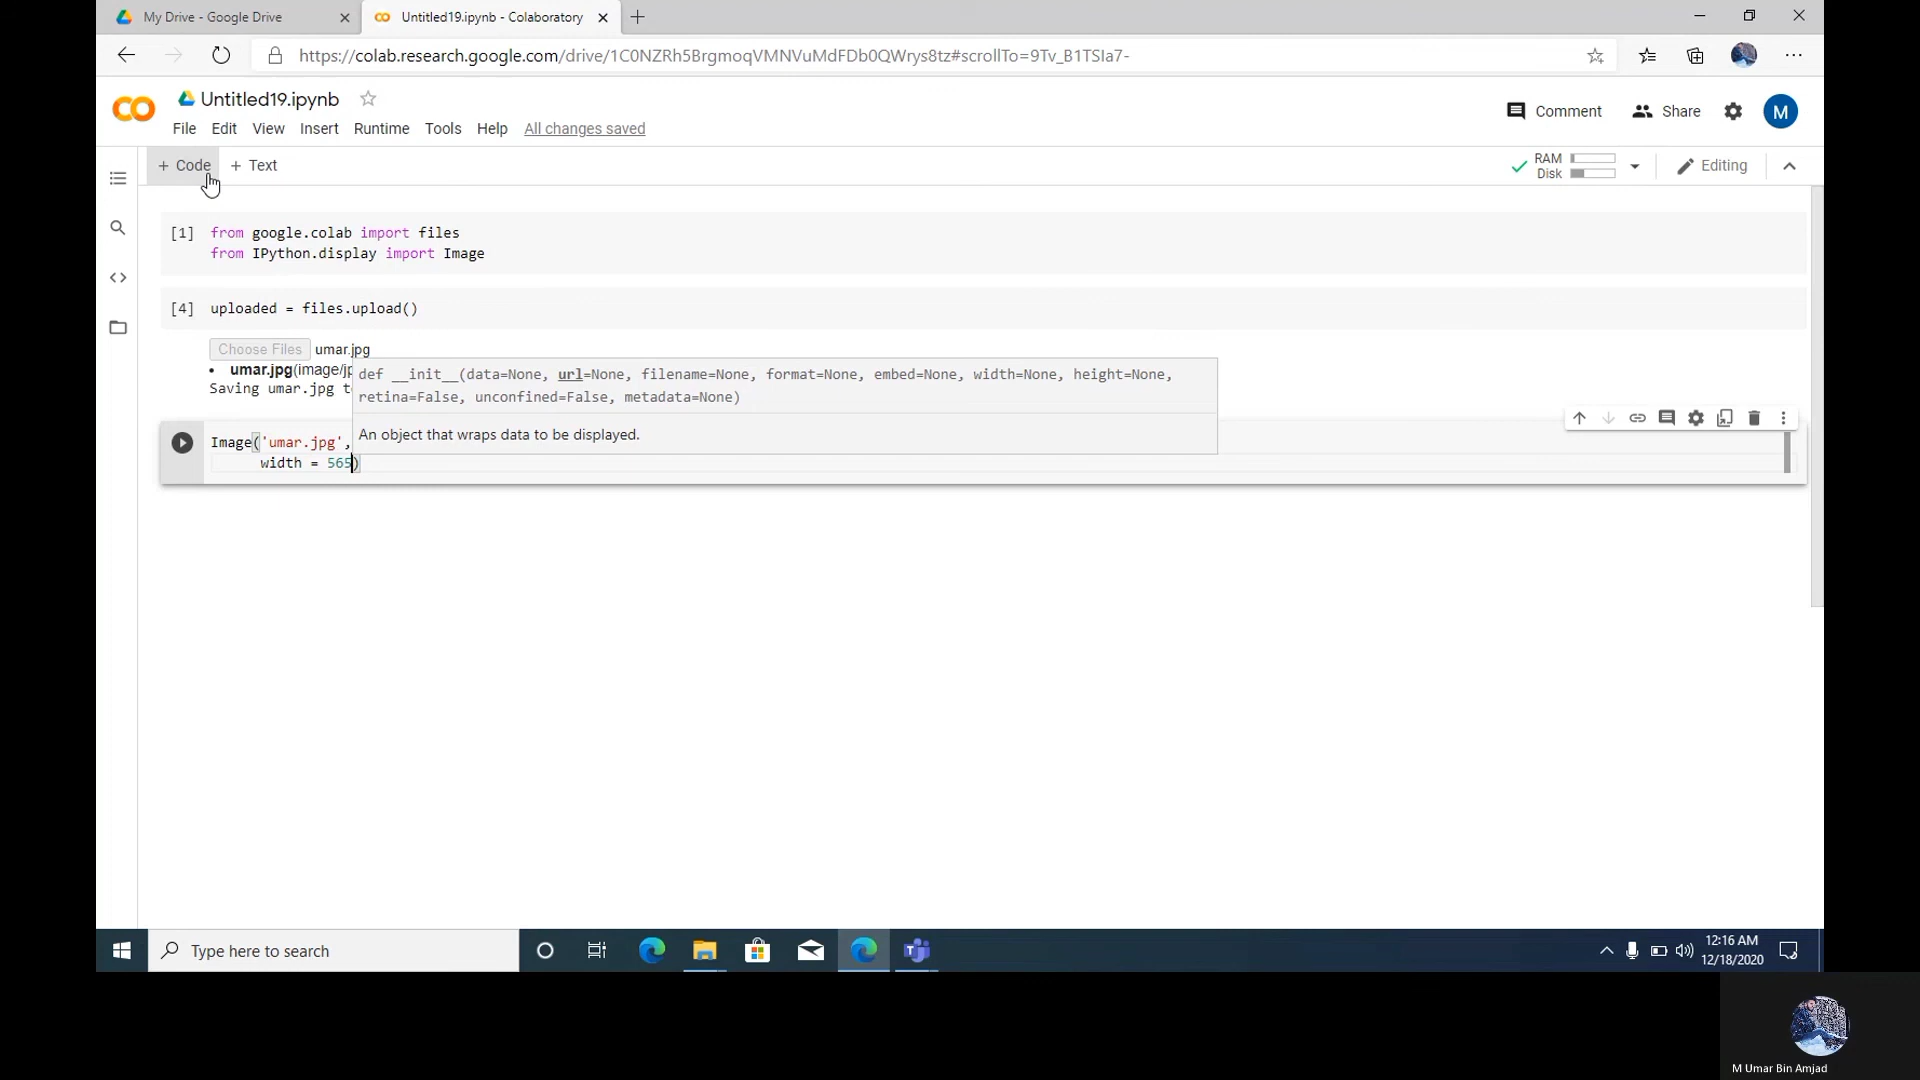 My Drive - Google Drive
Untitled19.ipynb - Colaboratory
https://colab.research.google.com/drive/1C0NZRh5BrgmoqVMNVuMdFDb0QWrys8tz#scrollTo=9Tv_B1TSIa7-
Untitled19.ipynb
File Edit View Insert Runtime Tools Help All changes saved
Comment
Share
M
+ Code + Text
RAM
Disk
Editing
[1] from google.colab import files
from IPython.display import Image
[4] uploaded = files.upload()
Choose Files umar.jpg
umar.jpg(image/jp
Saving umar.jpg t
def __init__(data=None, url=None, filename=None, format=None, embed=None, width=None, height=None,
retina=False, unconfined=False, metadata=None)
An object that wraps data to be displayed.
Image('umar.jpg',
width = 565)
Type here to search
12:16 AM
12/18/2020
M Umar Bin Amjad